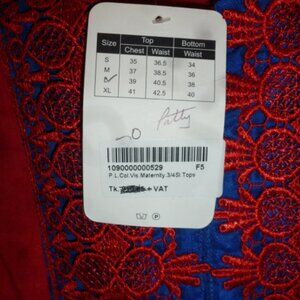 Size Top Bottom
Chest Waist Waist
S 35 36.5 34
M 37 38.5 36
39 40.5 38
XL 41 42.5 40
Patty
1090000000529 F5
P.L.Col.Vis.Maternity 3/4Sl Tops
Tk. + VAT